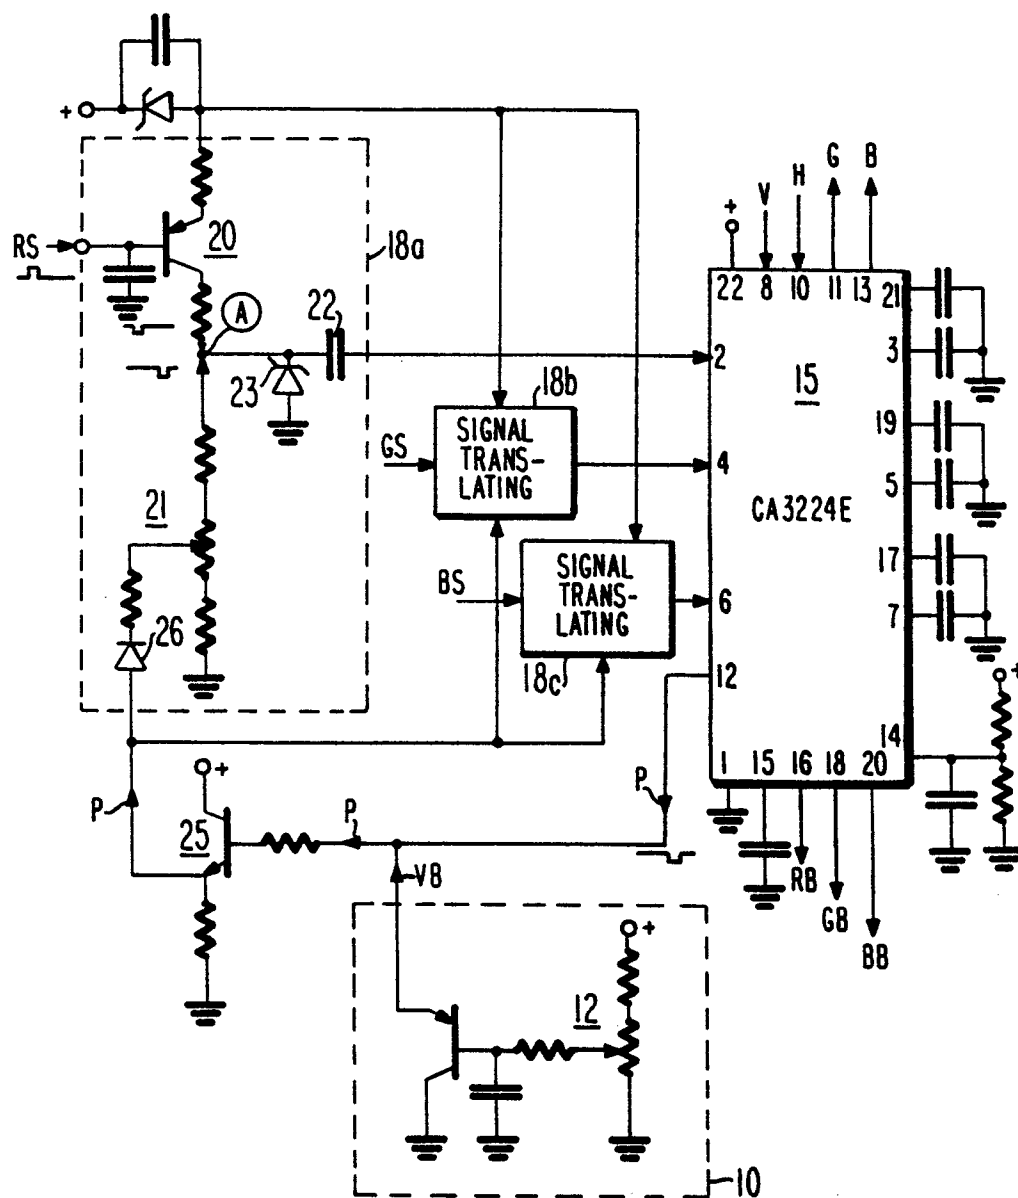 +
RS
20
18a
A
22
23
21
26
18b
SIGNAL
TRANS-
LATING
GS
BS
SIGNAL
TRANS-
LATING
18c
G B
V H
+
22 8 10 11 13 21
2
3
15
19
4
5
CA3224E
17
6
7
12
14
+
1 15 16 18 20
P
RB
GB
BB
P
25
+
P
VB
12
+
10